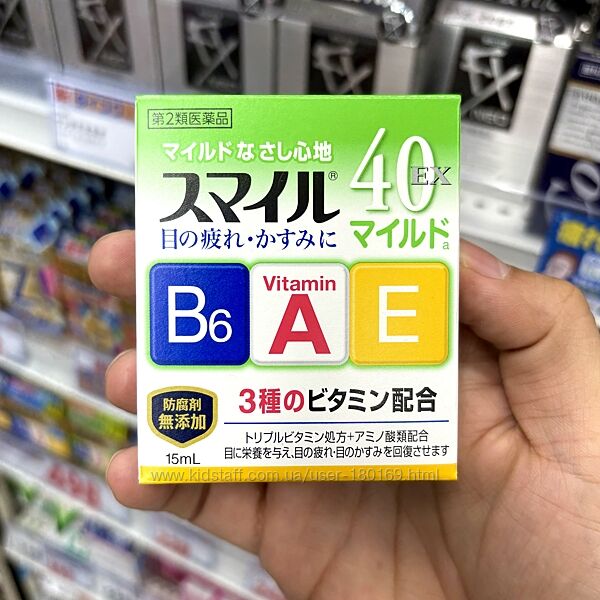 第2類医薬品
マイルドなさし心地
スマイル® 40 EX
目の疲れ・かすみに マイルドa
B6
Vitamin
A
E
防腐剤
無添加
3種のビタミン配合
トリプルビタミン処方+アミノ酸類配合
目に栄養を与え、目の疲れ・目のかすみを回復させます
15mL
www.kidstaff.com.ua/user-180169.html